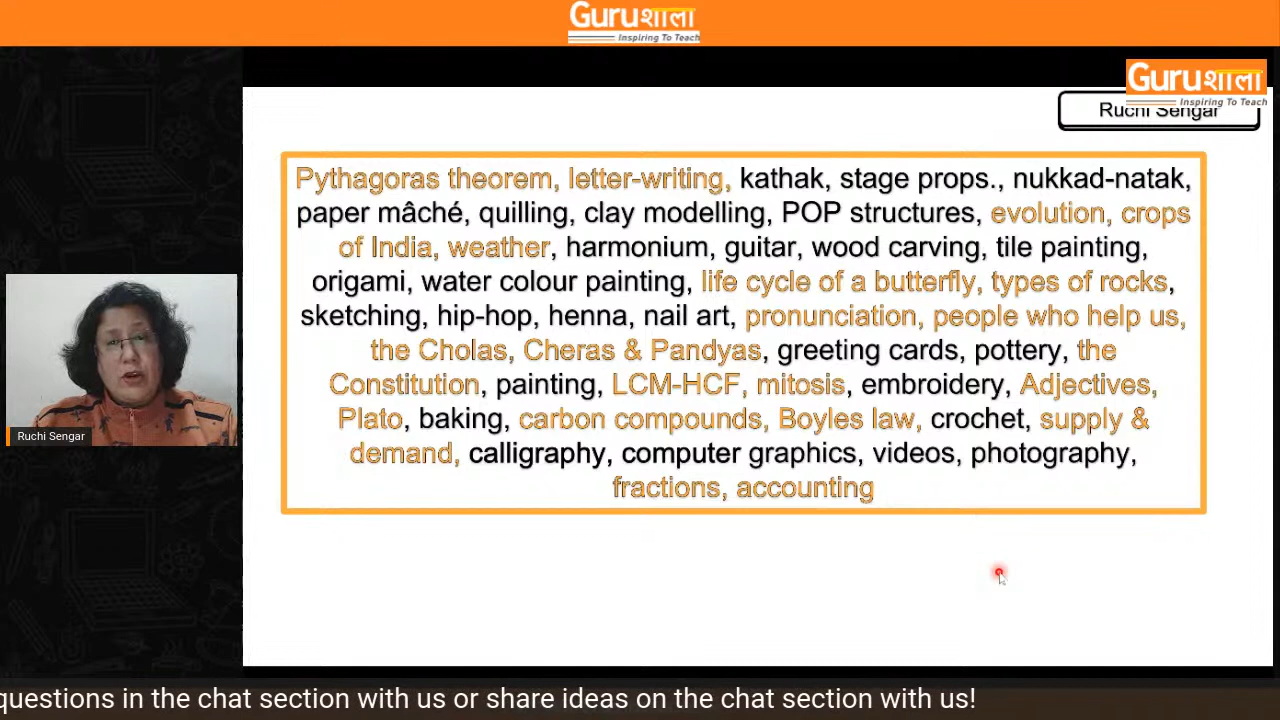 Guruशाला
Inspiring To Teach
Guruशाला
Inspiring To Teach
Ruchi Sengar
Pythagoras theorem, letter-writing, kathak, stage props., nukkad-natak,
paper mâché, quilling, clay modelling, POP structures, evolution, crops
of India, weather, harmonium, guitar, wood carving, tile painting,
origami, water colour painting, life cycle of a butterfly, types of rocks,
sketching, hip-hop, henna, nail art, pronunciation, people who help us,
the Cholas, Cheras & Pandyas, greeting cards, pottery, the
Constitution, painting, LCM-HCF, mitosis, embroidery, Adjectives,
Plato, baking, carbon compounds, Boyles law, crochet, supply &
demand, calligraphy, computer graphics, videos, photography,
fractions, accounting
Ruchi Sengar
questions in the chat section with us or share ideas on the chat section with us!